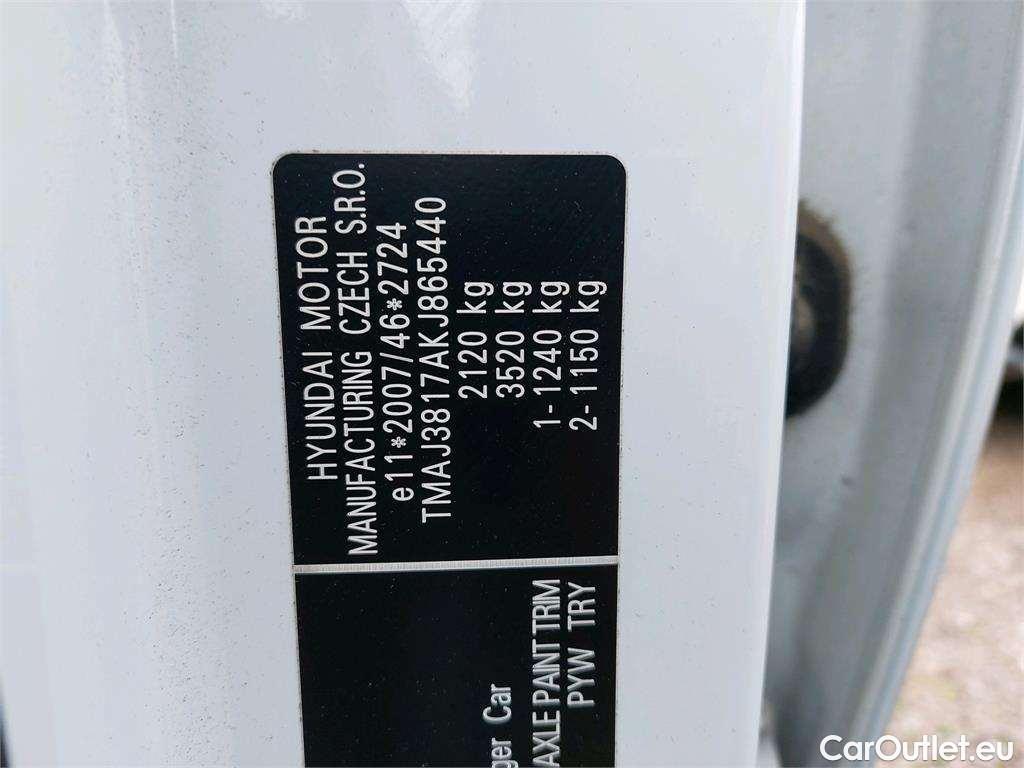 HYUNDAI MOTOR
MANUFACTURING CZECH S.R.O.
e11*2007/46*2724
TMAJ3817AKJ865440
2120 kg
3520 kg
1- 1240 kg
2- 1150 kg
Car
AXLE PAINT TRIM
PYW TRY
CarOutlet.eu